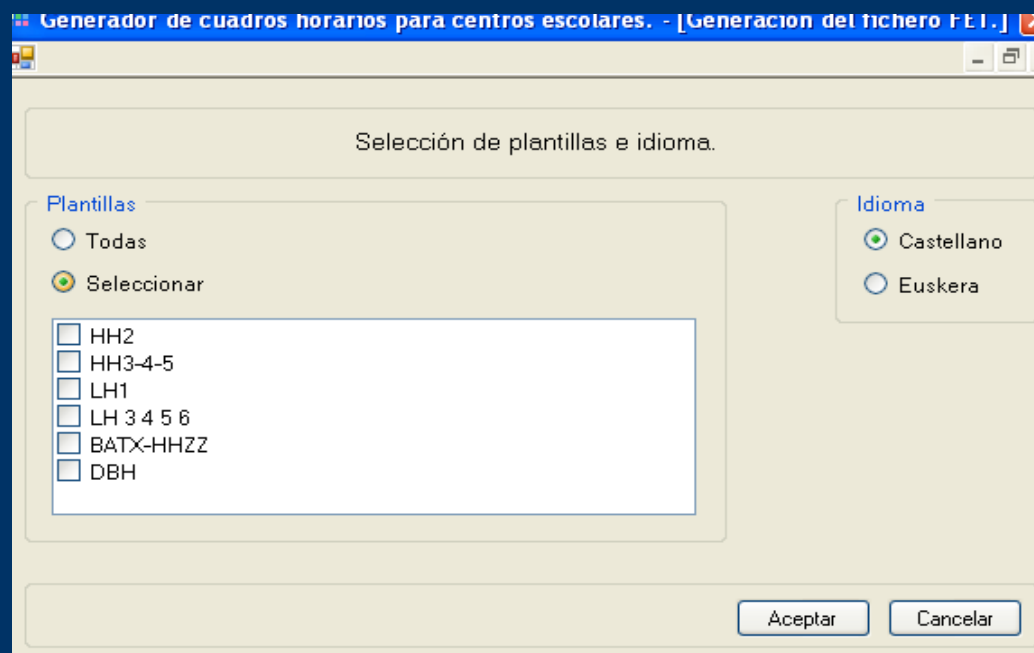 Generador de cuadros horarios para centros escolares. - [Generación del fichero FET.]
Selección de plantillas e idioma.
Plantillas
Todas
Seleccionar
HH2
HH3-4-5
LH1
LH 3 4 5 6
BATX-HHZZ
DBH
Idioma
Castellano
Euskera
Aceptar
Cancelar